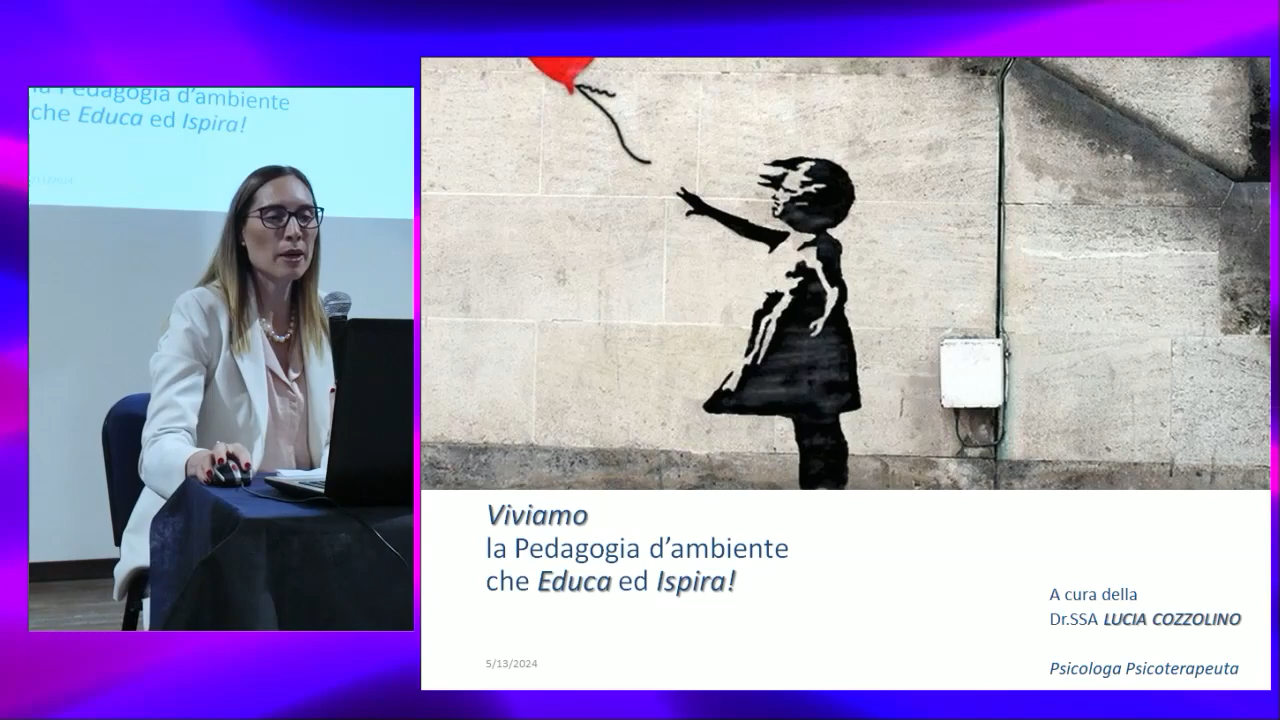 la Pedagogia d'ambiente
che Educa ed Ispira!
Viviamo
la Pedagogia d'ambiente
che Educa ed Ispira!
5/13/2024
A cura della
Dr.SSA LUCIA COZZOLINO
Psicologa Psicoterapeuta